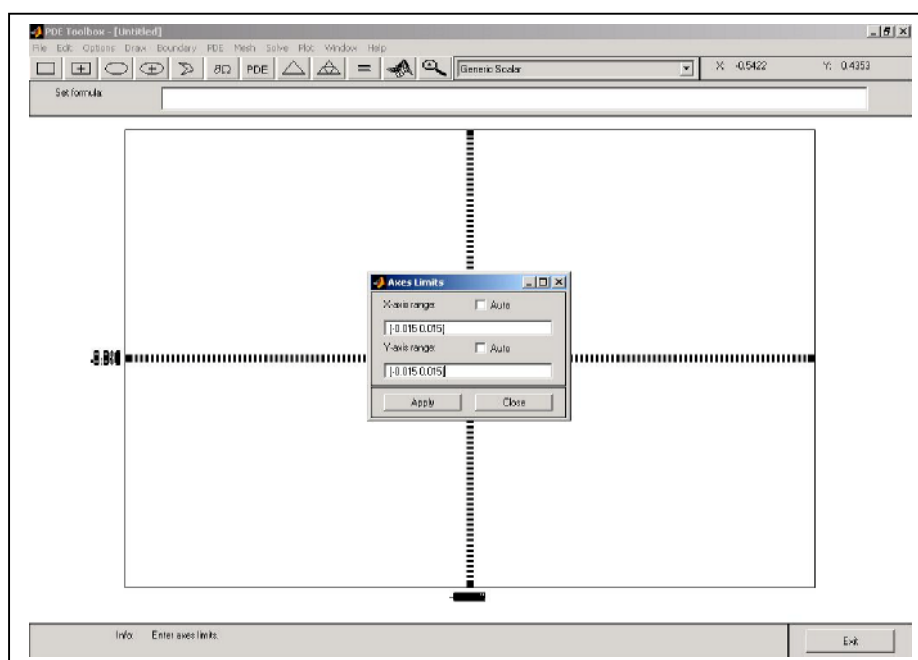 PDE Toolbox - [Untitled]
File Edit Options Draw Boundary PDE Mesh Solve Plot Window Help
∂Ω PDE = Generic Scalar X: -0.5422 Y: 0.4353
Set formula:
Axes Limits
X-axis range: Auto
[-0.015 0.015]
Y-axis range: Auto
[-0.015 0.015]
Apply Close
Info: Enter axes limits.
Exit